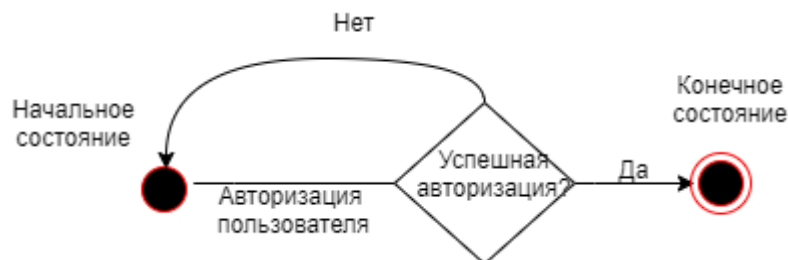 Нет
Начальное
состояние
Конечное
состояние
Успешная
авторизация?
Да
Авторизация
пользователя